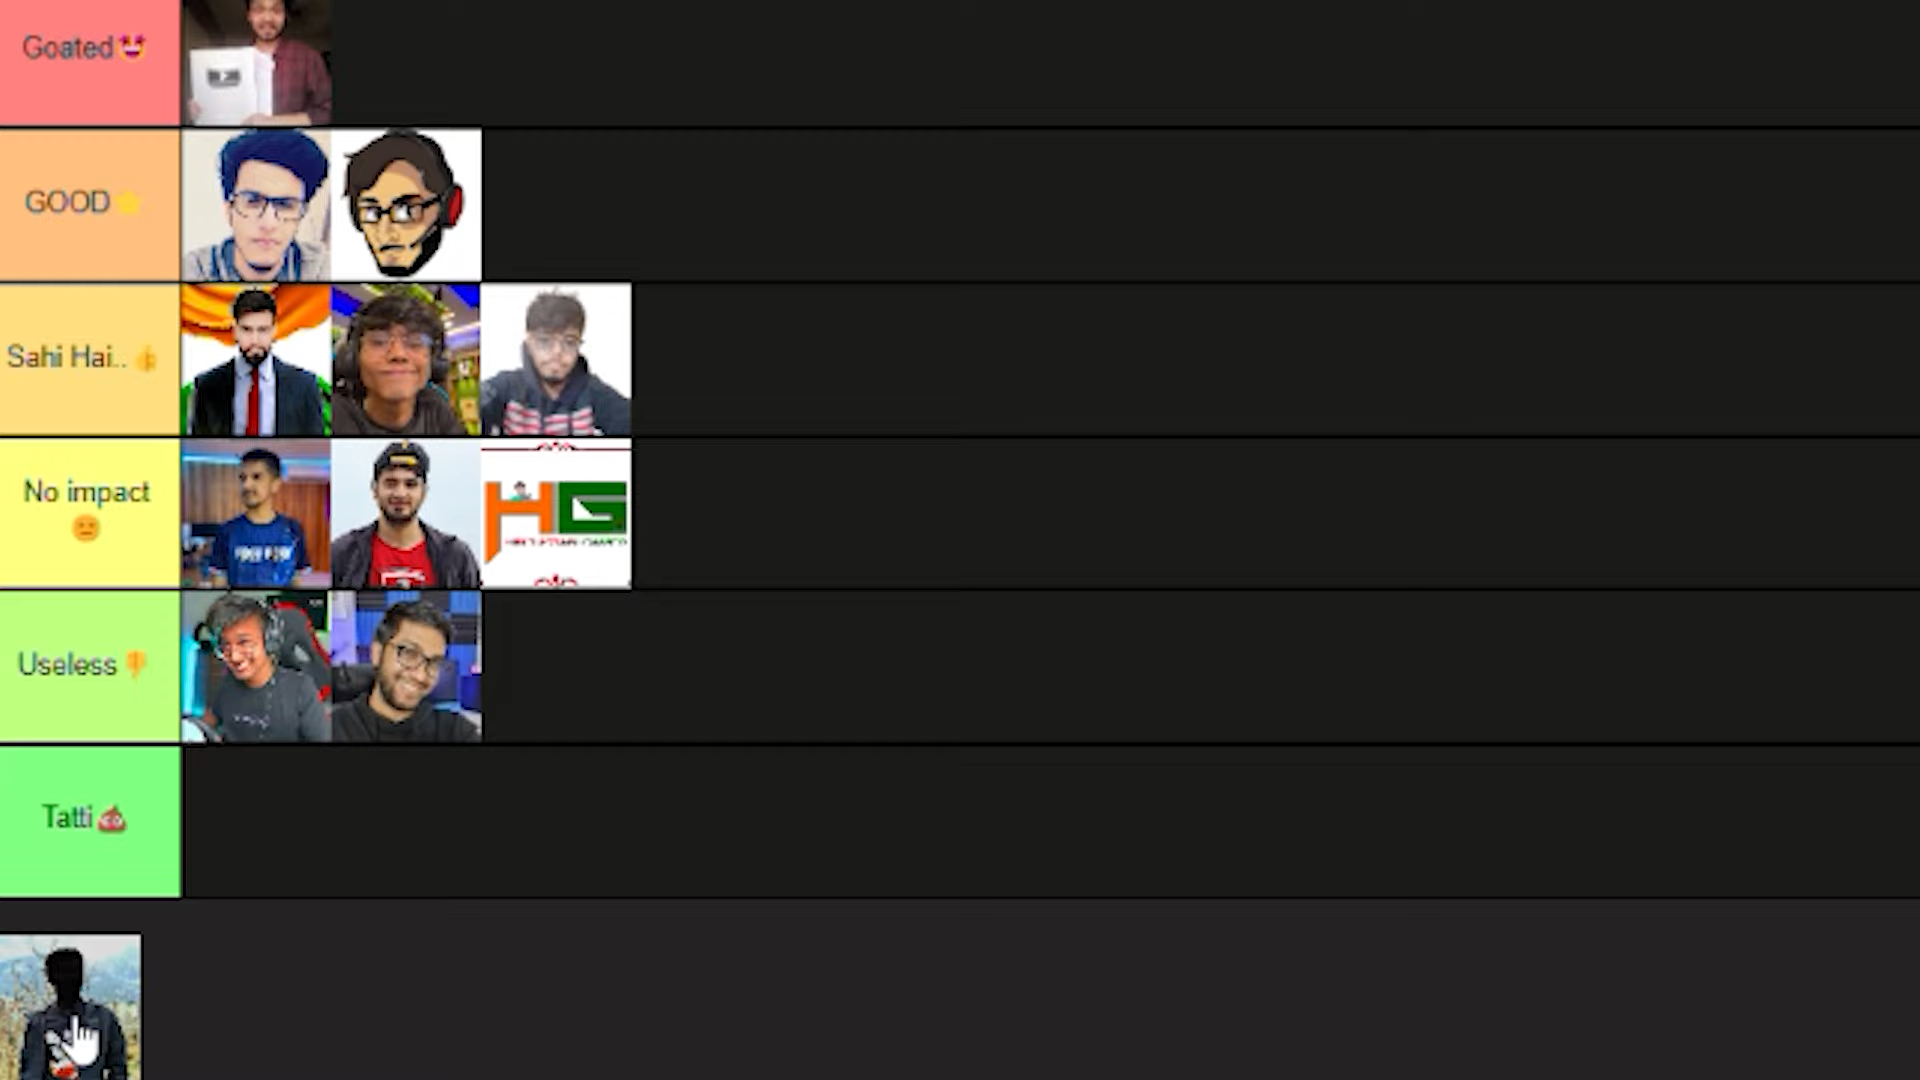 Goated🤩
GOOD⭐
Sahi Hai..👍
No impact
😐
HG
Useless👎
Tatti💩